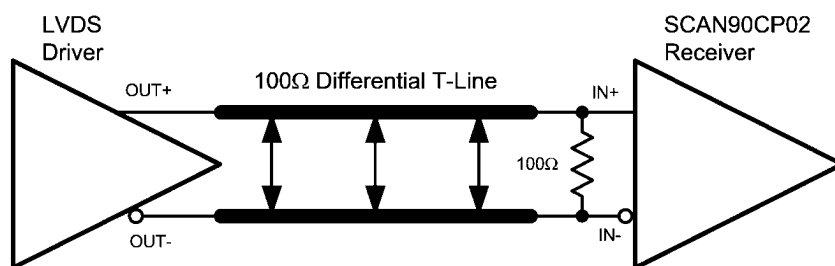 LVDS
Driver
SCAN90CP02
Receiver
OUT+
100Ω Differential T-Line
IN+
100Ω
OUT-
IN-